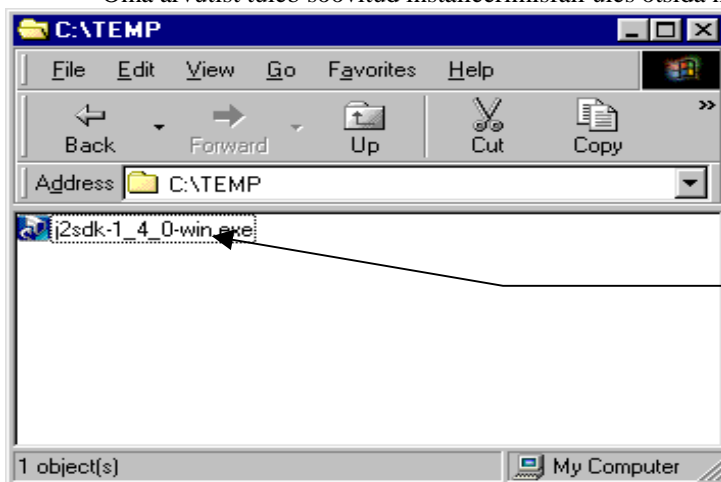 C:\TEMP
File Edit View Go Favorites Help
Back Forward Up Cut Copy »
Address C:\TEMP
j2sdk-1_4_0-win.exe
1 object(s) My Computer